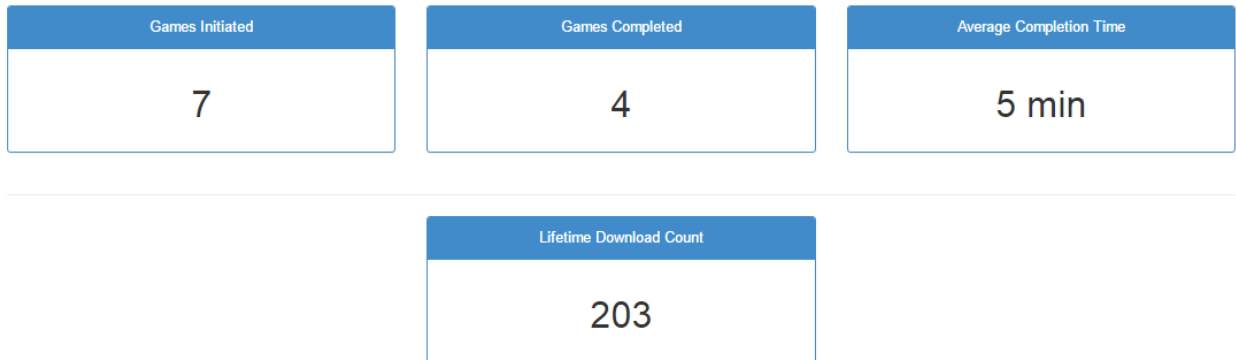 Games Initiated
7
Games Completed
4
Average Completion Time
5 min
Lifetime Download Count
203